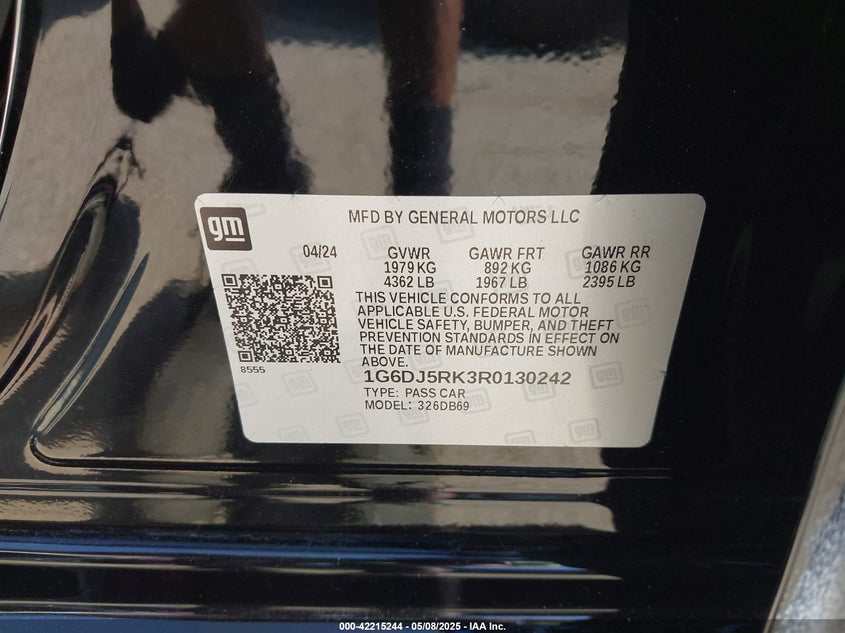 gm
MFD BY GENERAL MOTORS LLC
04/24 GVWR GAWR FRT GAWR RR
1979 KG 892 KG 1086 KG
4362 LB 1967 LB 2395 LB
THIS VEHICLE CONFORMS TO ALL
APPLICABLE U.S. FEDERAL MOTOR
VEHICLE SAFETY, BUMPER, AND THEFT
PREVENTION STANDARDS IN EFFECT ON
THE DATE OF MANUFACTURE SHOWN
ABOVE.
8555
1G6DJ5RK3R0130242
TYPE: PASS CAR
MODEL: 326DB69
000-42215244 | 05/08/2025 - IAA Inc.